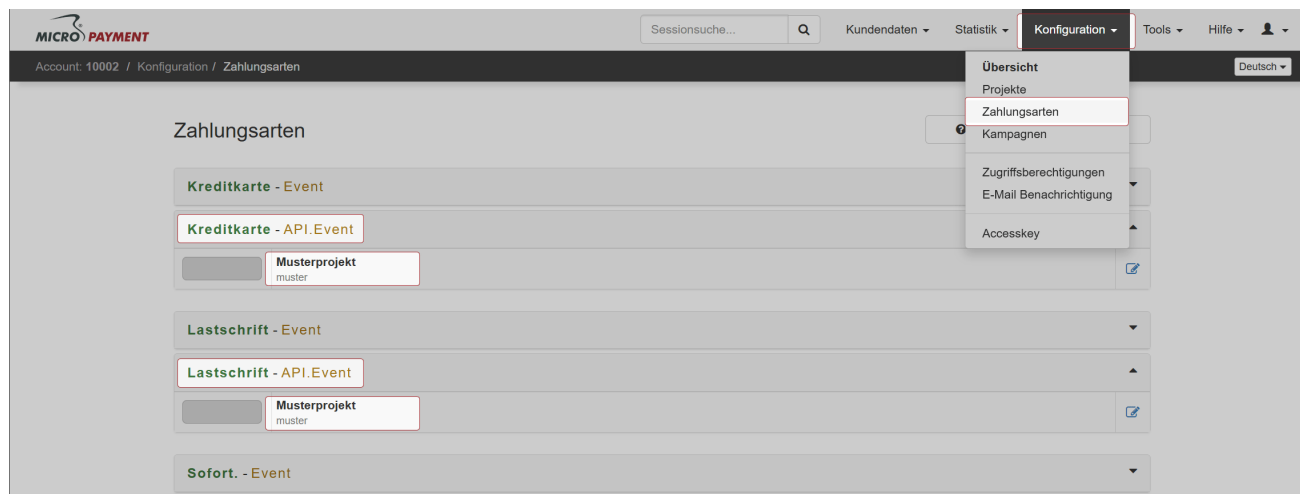 MICRO PAYMENT
Sessionsuche...
Kundendaten
Statistik
Konfiguration
Tools
Hilfe
Account: 10002 / Konfiguration / Zahlungsarten
Deutsch
Übersicht
Projekte
Zahlungsarten
Kampagnen
Zugriffsberechtigungen
E-Mail Benachrichtigung
Accesskey
Zahlungsarten
Kreditkarte - Event
Kreditkarte - API.Event
Musterprojekt
muster
Lastschrift - Event
Lastschrift - API.Event
Musterprojekt
muster
Sofort. - Event